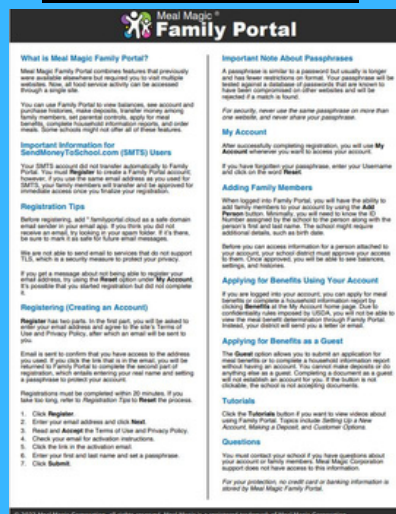 Meal Magic®
Family Portal
What is Meal Magic Family Portal?
Meal Magic Family Portal combines features that previously
were available elsewhere but required you to visit multiple
websites. Now, all food service activity can be accessed
through a single site.
You can use Family Portal to view balances, see account and
purchase histories, make deposits, transfer money among
family members, set parental controls, apply for meal
benefits, complete household information reports, and order
meals. Some schools might not offer all of these features.
Important Information for
SendMoneyToSchool.com (SMTS) Users
Your SMTS account did not transfer automatically to Family
Portal. You must Register to create a Family Portal account;
however, if you use the same email address as you used for
SMTS, your family members will transfer and be approved for
immediate access once you finalize your registration.
Registration Tips
Before registering, add * familyportal.cloud as a safe domain
email sender in your email app. If you think you did not
receive an email, try looking in your spam folder. If it's there,
be sure to mark it as safe for future email messages.
We are not able to send email to services that do not support
TLS, which is a security measure to protect your privacy.
If you get a message about not being able to register your
email address, try using the Reset option under My Account.
It's possible that you started registration but did not complete
it.
Registering (Creating an Account)
Register has two parts. In the first part, you will be asked to
enter your email address and agree to the site's Terms of
Use and Privacy Policy, after which an email will be sent to
you.
Email is sent to confirm that you have access to the address
you used. If you click the link that is in the email, you will be
returned to Family Portal to complete the second part of
registration, which entails entering your real name and setting
a passphrase to protect your account.
Registrations must be completed within 20 minutes. If you
take too long, refer to Registration Tips to Reset the process.
1. Click Register.
2. Enter your email address and click Next.
3. Read and Accept the Terms of Use and Privacy Policy.
4. Check your email for activation instructions.
5. Click the link in the activation email.
6. Enter your first and last name and set a passphrase.
7. Click Submit.
Important Note About Passphrases
A passphrase is similar to a password but usually is longer
and has fewer restrictions on format. Your passphrase will be
tested against a database of passwords that are known to
have been compromised on other websites and will be
rejected if a match is found.
For security, never use the same passphrase on more than
one website, and never share your passphrase.
My Account
After successfully completing registration, you will use My
Account whenever you want to access your account.
If you have forgotten your passphrase, enter your Username
and click on the word Reset.
Adding Family Members
When logged into Family Portal, you will have the ability to
add family members to your account by using the Add
Person button. Minimally, you will need to know the ID
Number assigned by the school to the person along with the
person's first and last name. The school might require
additional details, such as birth date.
Before you can access information for a person attached to
your account, your school district must approve your access
to them. Once approved, you will be able to see balances,
settings, and histories.
Applying for Benefits Using Your Account
If you are logged into your account, you can apply for meal
benefits or complete a household information report by
clicking Benefits at the My Account home page. Due to
confidentiality rules imposed by USDA, you will not be able to
view the meal benefit determination through Family Portal.
Instead, your district will send you a letter or email.
Applying for Benefits as a Guest
The Guest option allows you to submit an application for
meal benefits or to complete a household information report
without having an account. You cannot make deposits or do
anything else as a guest. Completing a document as a guest
will not establish an account for you. If the button is not
clickable, the school is not accepting documents.
Tutorials
Click the Tutorials button if you want to view videos about
using Family Portal. Topics include Setting Up a New
Account, Making a Deposit, and Customer Options.
Questions
You must contact your school if you have questions about
your account or family members. Meal Magic Corporation
support does not have access to this information.
For your protection, no credit card or banking information is
stored by Meal Magic Family Portal.